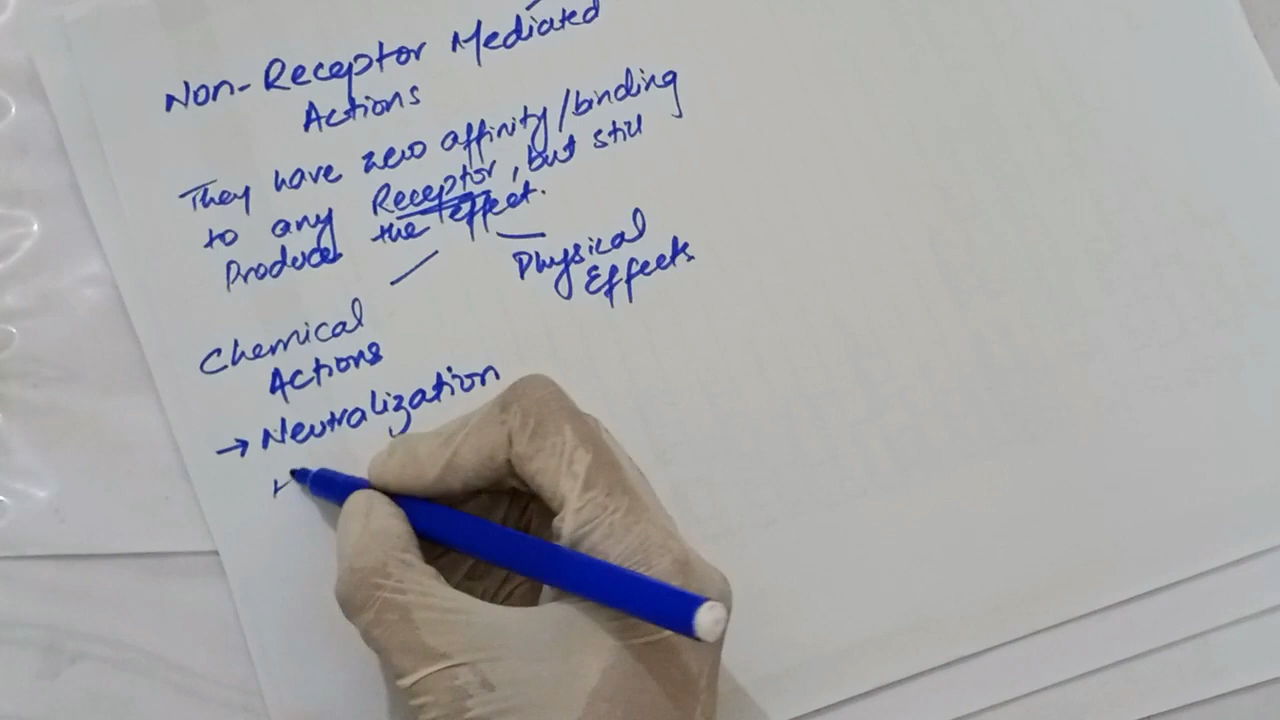 Non-Receptor Mediated
Actions
They have zero affinity/binding
to any Receptor, but still
Produces the effect.
Physical
Effects
Chemical
Actions
→ Neutralization